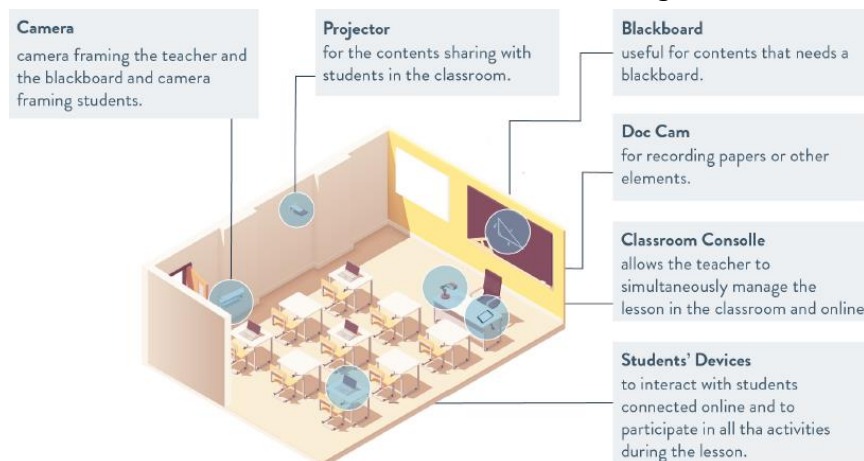 Camera
camera framing the teacher and
the blackboard and camera
framing students.
Projector
for the contents sharing with
students in the classroom.
Blackboard
useful for contents that needs a
blackboard.
Doc Cam
for recording papers or other
elements.
Classroom Consolle
allows the teacher to
simultaneously manage the
lesson in the classroom and online
Students' Devices
to interact with students
connected online and to
participate in all tha activities
during the lesson.